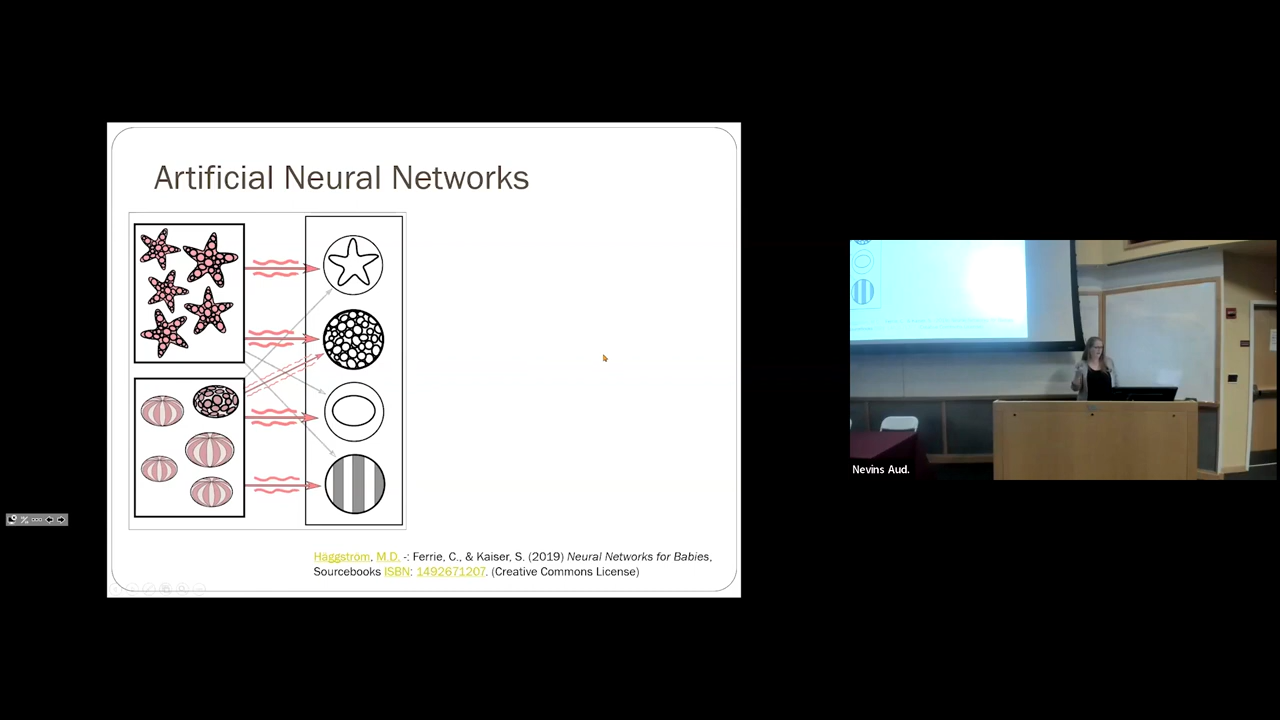 Artificial Neural Networks
Häggström, M.D. -: Ferrie, C., & Kaiser, S. (2019) Neural Networks for Babies,
Sourcebooks ISBN: 1492671207. (Creative Commons License)
Nevins Aud.